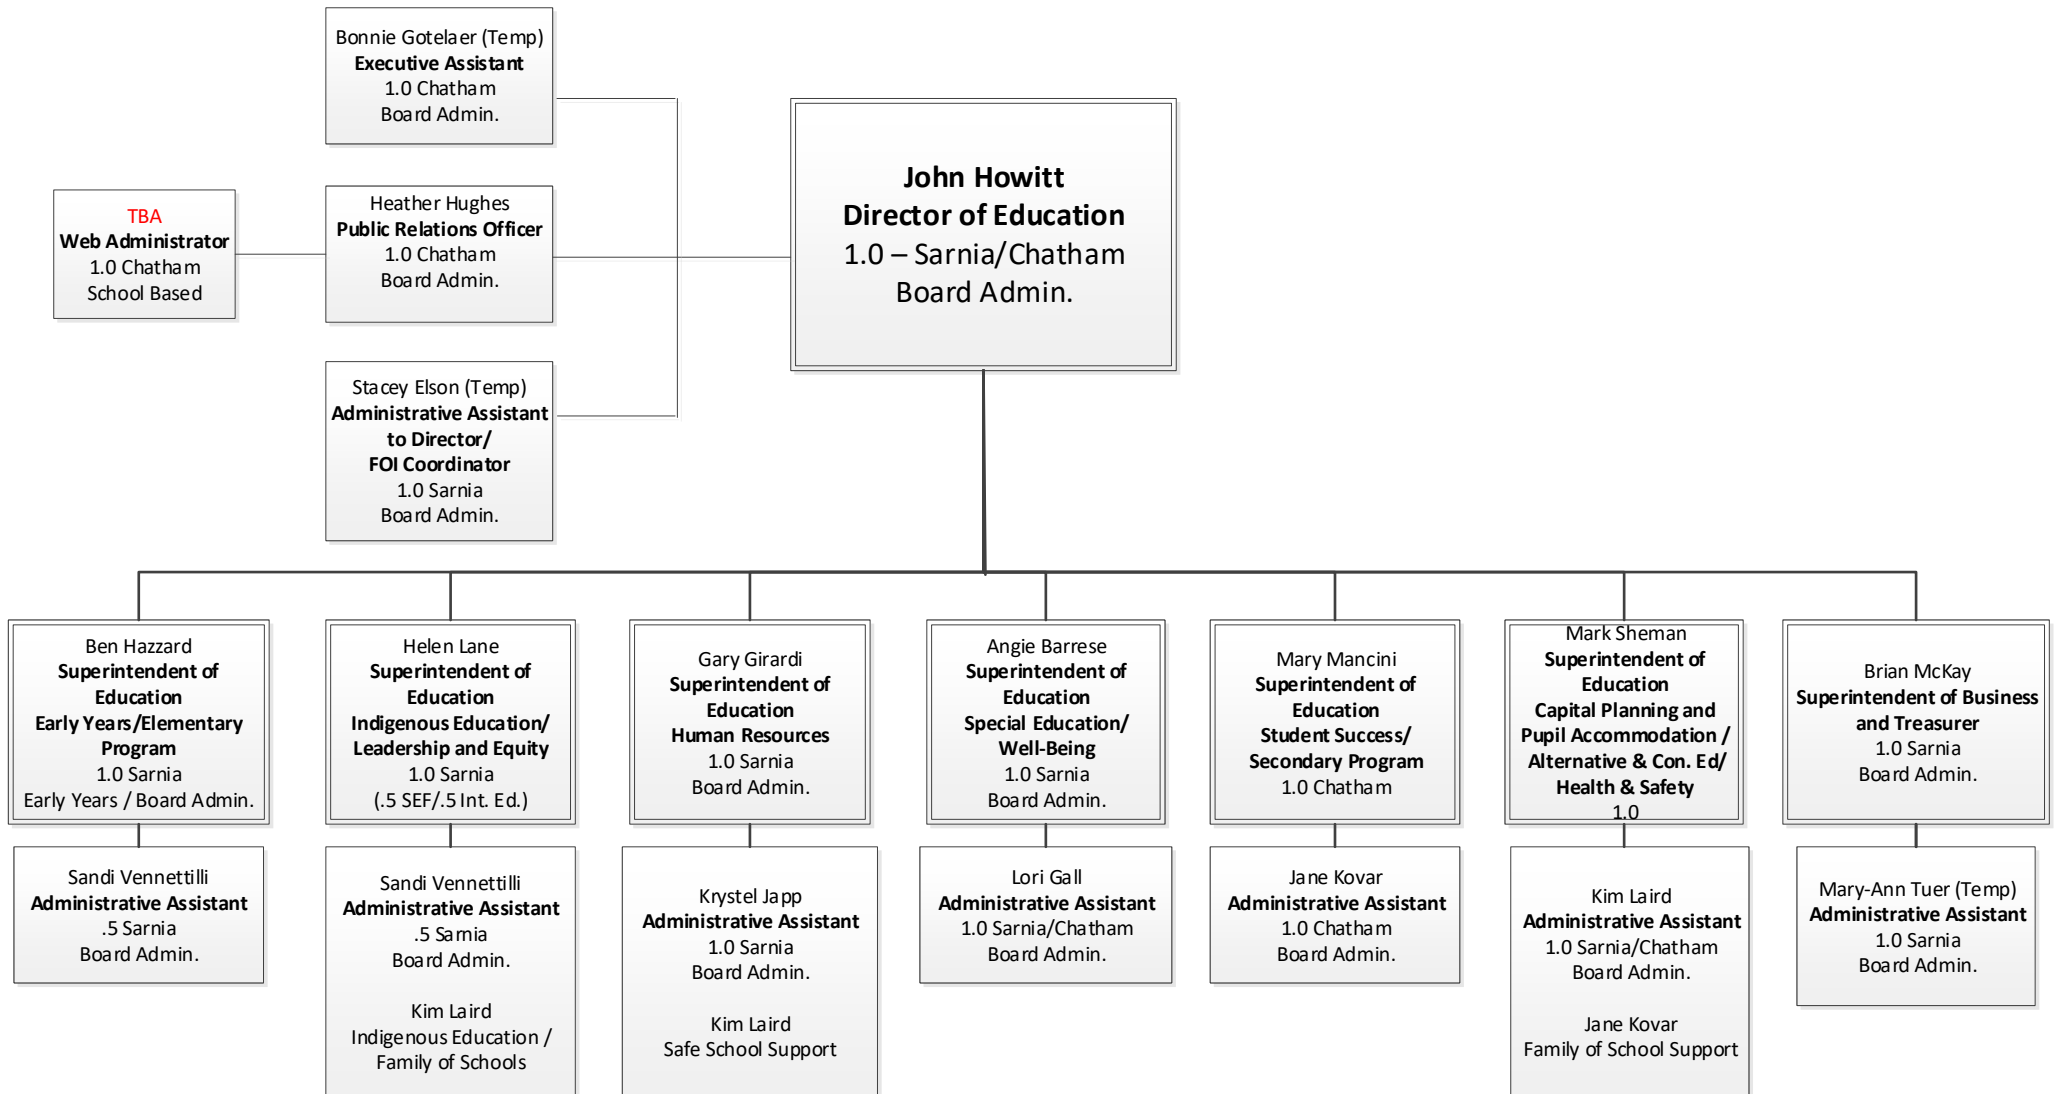 Bonnie Gotelaer (Temp)
Executive Assistant
1.0 Chatham
Board Admin.
John Howitt
Director of Education
1.0 – Sarnia/Chatham
Board Admin.
TBA
Web Administrator
1.0 Chatham
School Based
Heather Hughes
Public Relations Officer
1.0 Chatham
Board Admin.
Stacey Elson (Temp)
Administrative Assistant
to Director/
FOI Coordinator
1.0 Sarnia
Board Admin.
Ben Hazzard
Superintendent of
Education
Early Years/Elementary
Program
1.0 Sarnia
Early Years / Board Admin.
Helen Lane
Superintendent of
Education
Indigenous Education/
Leadership and Equity
1.0 Sarnia
(.5 SEF/.5 Int. Ed.)
Gary Girardi
Superintendent of
Education
Human Resources
1.0 Sarnia
Board Admin.
Angie Barrese
Superintendent of
Education
Special Education/
Well-Being
1.0 Sarnia
Board Admin.
Mary Mancini
Superintendent of
Education
Student Success/
Secondary Program
1.0 Chatham
Mark Sheman
Superintendent of
Education
Capital Planning and
Pupil Accommodation /
Alternative & Con. Ed/
Health & Safety
1.0
Brian McKay
Superintendent of Business
and Treasurer
1.0 Sarnia
Board Admin.
Sandi Vennettilli
Administrative Assistant
.5 Sarnia
Board Admin.
Sandi Vennettilli
Administrative Assistant
.5 Sarnia
Board Admin.
Kim Laird
Indigenous Education /
Family of Schools
Krystel Japp
Administrative Assistant
1.0 Sarnia
Board Admin.
Kim Laird
Safe School Support
Lori Gall
Administrative Assistant
1.0 Sarnia/Chatham
Board Admin.
Jane Kovar
Administrative Assistant
1.0 Chatham
Board Admin.
Kim Laird
Administrative Assistant
1.0 Sarnia/Chatham
Board Admin.
Jane Kovar
Family of School Support
Mary-Ann Tuer (Temp)
Administrative Assistant
1.0 Sarnia
Board Admin.